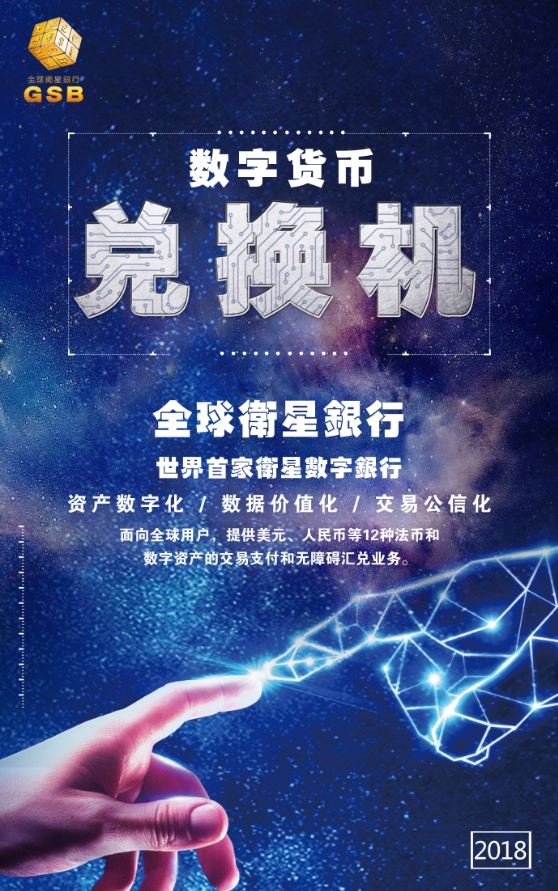 全球衛星銀行
GSB
数字货币
兑换机
全球衛星銀行
世界首家衛星數字銀行
资产数字化 / 数据价值化 / 交易公信化
面向全球用户，提供美元、人民币等12种法币和
数字资产的交易支付和无障碍汇兑业务。
2018